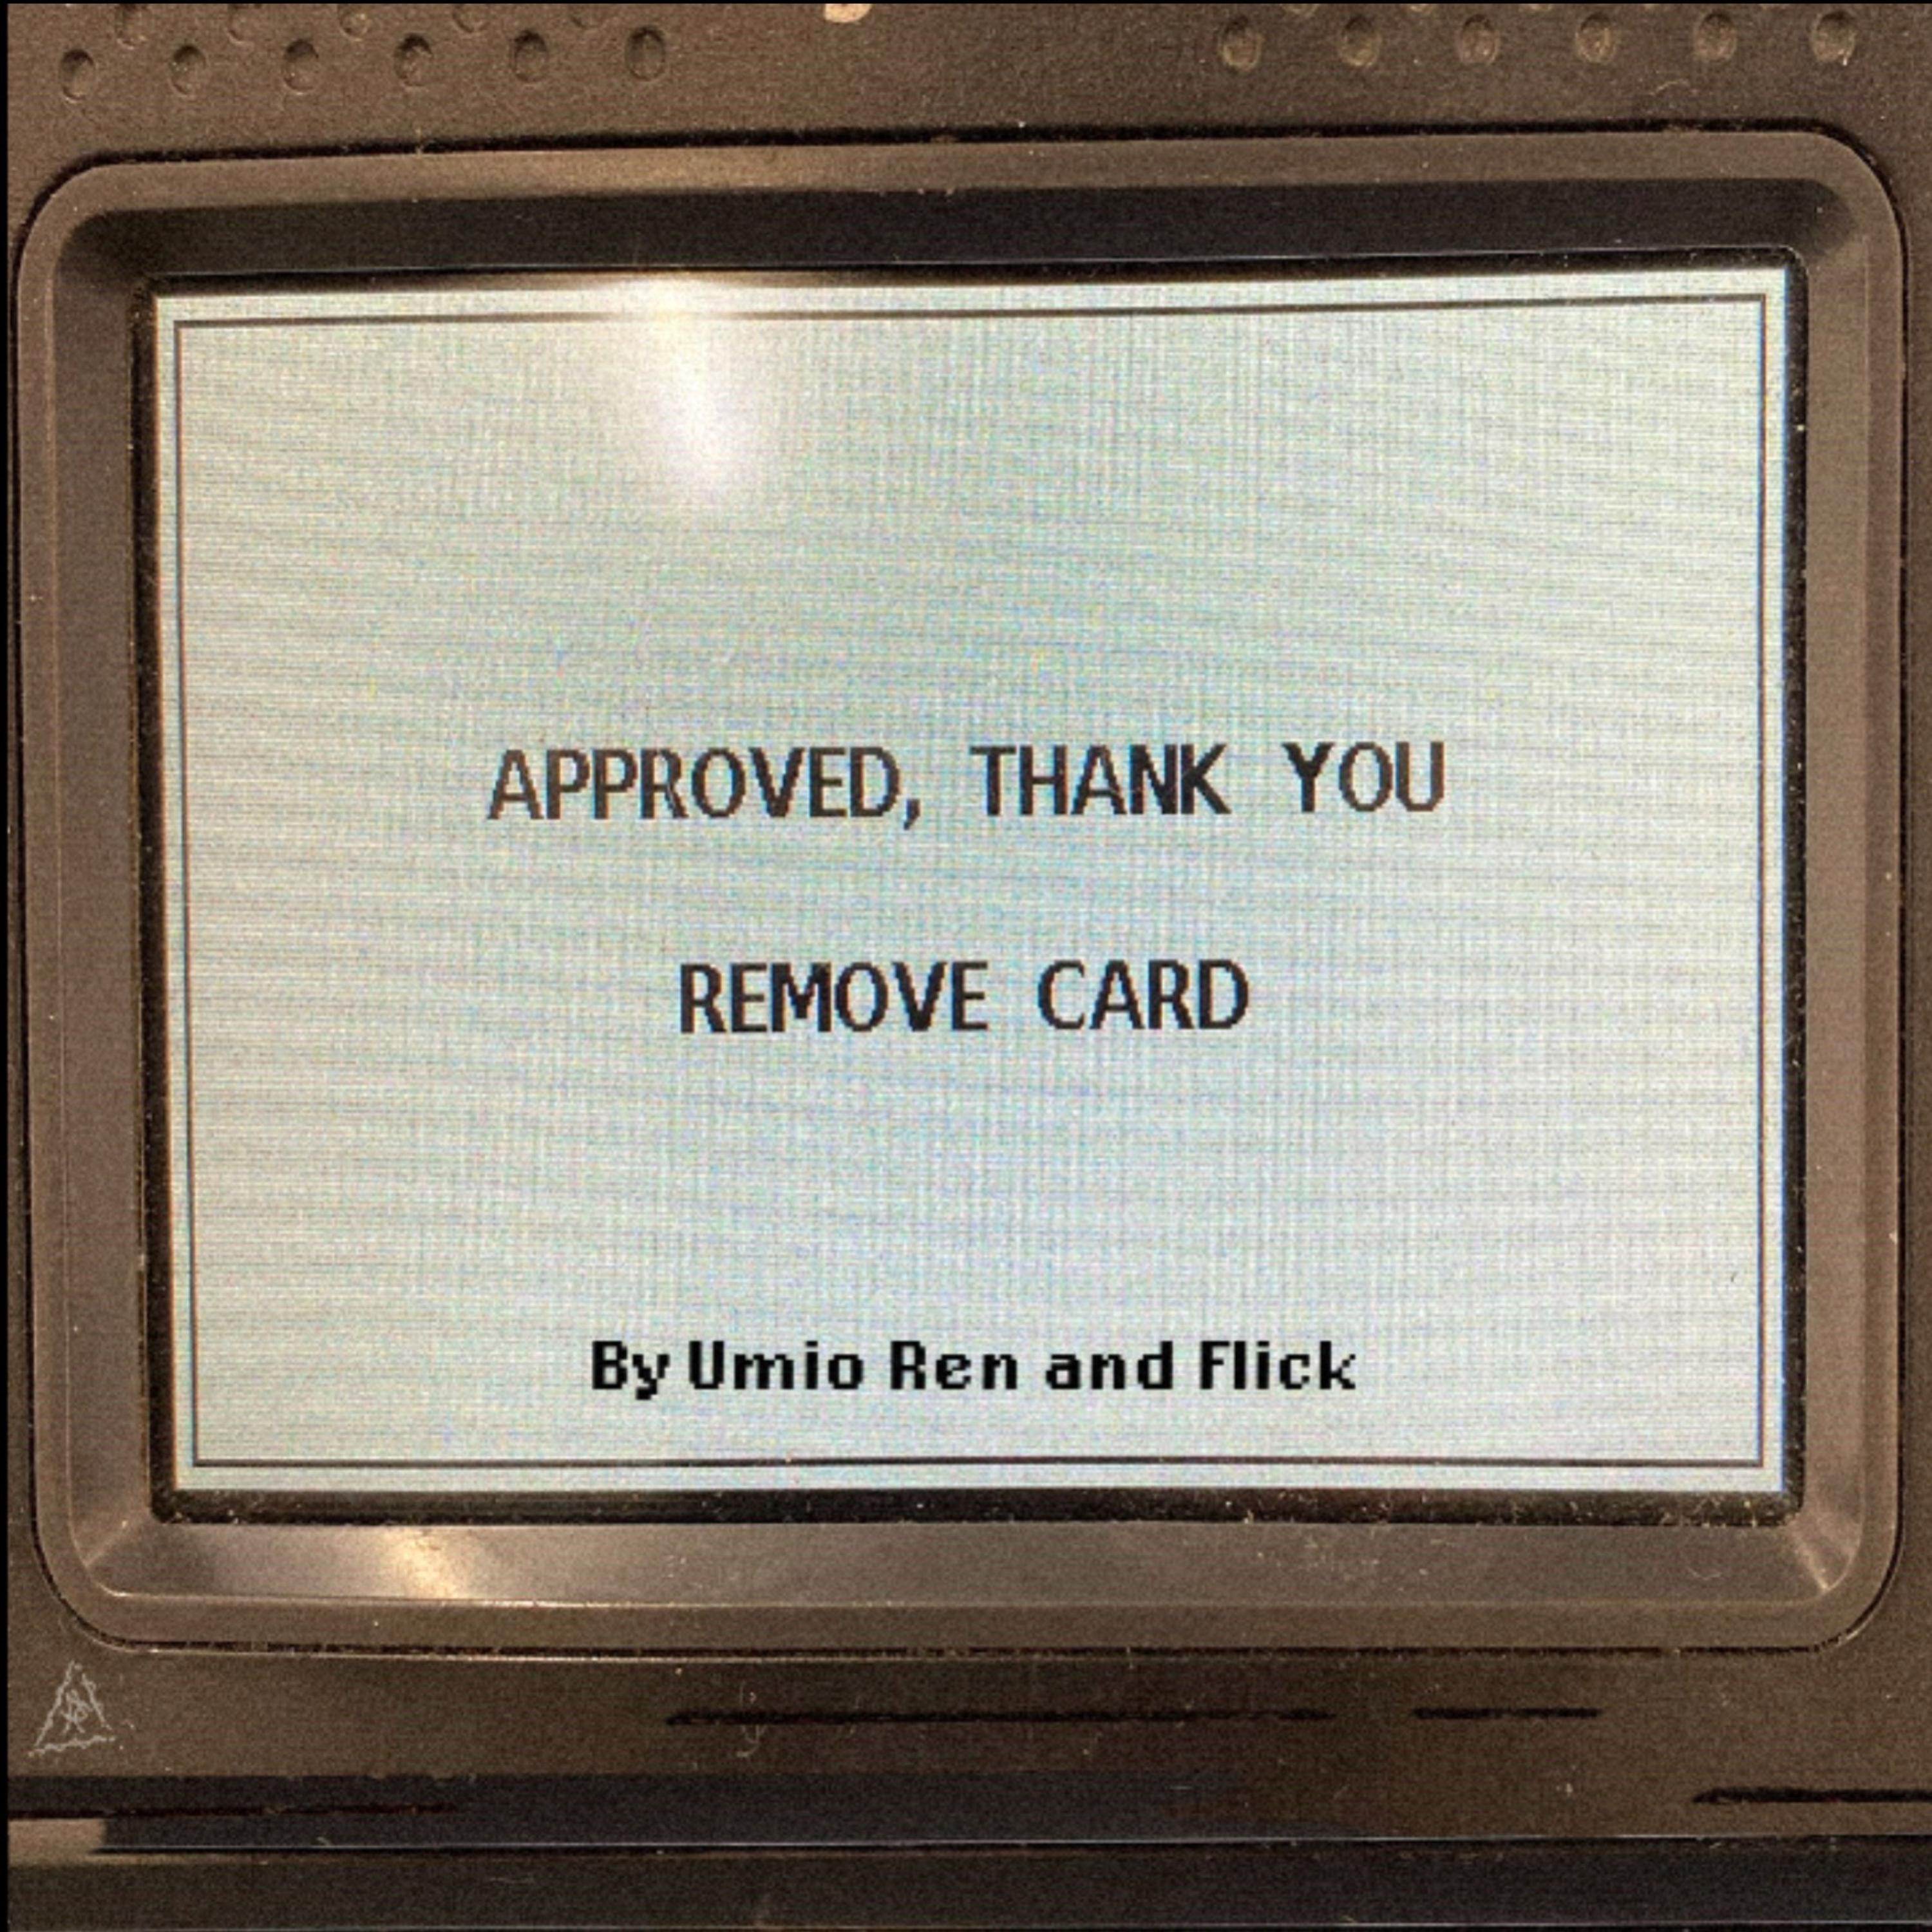 APPROVED, THANK YOU
REMOVE CARD
By Umio Ren and Flick